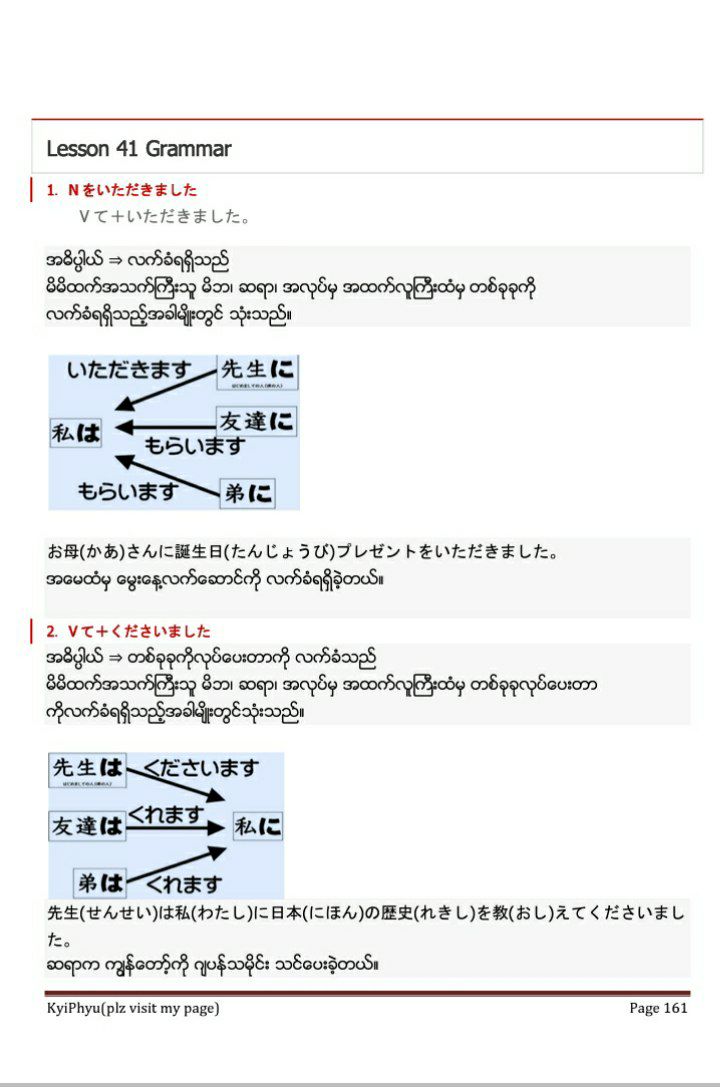 Lesson 41 Grammar
1. Nをいただきました
Vて＋いただきました。
အဓိပ္ပါယ် ⇒ လက်ခံရရှိသည်
မိမိထက်အသက်ကြီးသူ မိဘ၊ ဆရာ၊ အလုပ်မှ အထက်လူကြီးထံမှ တစ်ခုခုကို
လက်ခံရရှိသည့်အခါမျိုးတွင် သုံးသည်။
いただきます 先生に
友達に
私は
もらいます
もらいます 弟に
お母(かあ)さんに誕生日(たんじょうび)プレゼントをいただきました。
အမေထံမှ မွေးနေ့လက်ဆောင်ကို လက်ခံရရှိခဲ့တယ်။
2. Vて＋くださいました
အဓိပ္ပါယ် ⇒ တစ်ခုခုကိုလုပ်ပေးတာကို လက်ခံသည်
မိမိထက်အသက်ကြီးသူ မိဘ၊ ဆရာ၊ အလုပ်မှ အထက်လူကြီးထံမှ တစ်ခုခုလုပ်ပေးတာ
ကိုလက်ခံရရှိသည့်အခါမျိုးတွင်သုံးသည်။
先生は くださいます
くれます
友達は 私に
弟は くれます
先生(せんせい)は私(わたし)に日本(にほん)の歴史(れきし)を教(おし)えてくださいまし
た。
ဆရာက ကျွန်တော့်ကို ဂျပန်သမိုင်း သင်ပေးခဲ့တယ်။
KyiPhyu(plz visit my page) Page 161